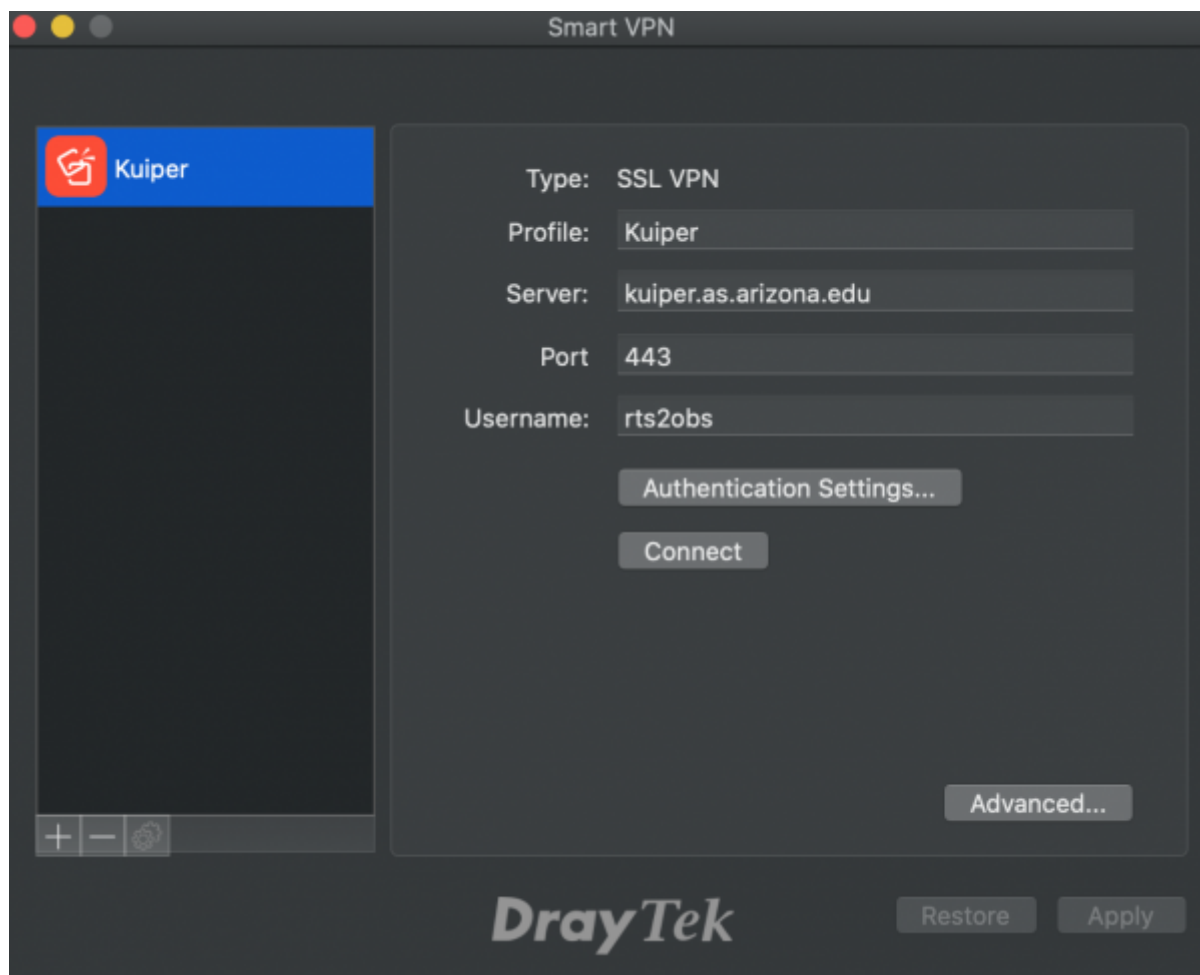 Smart VPN
Kuiper
Type: SSL VPN
Profile: Kuiper
Server: kuiper.as.arizona.edu
Port 443
Username: rts2obs
Authentication Settings...
Connect
Advanced...
DrayTek
Restore Apply